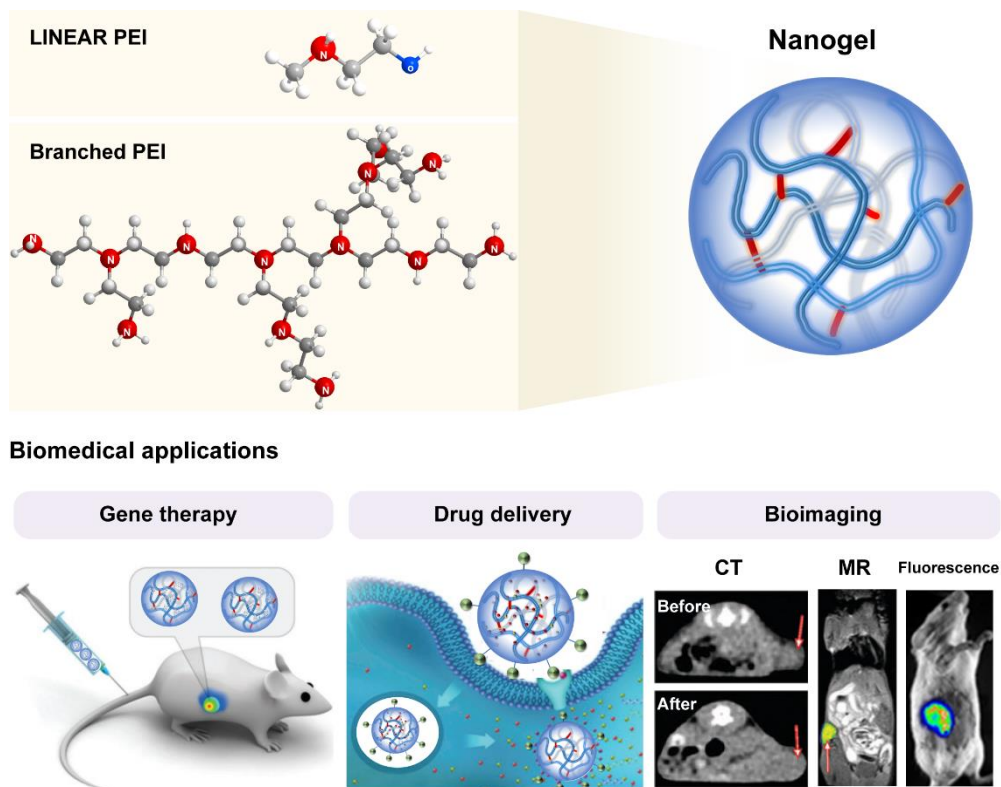 LINEAR PEI
N
O
Nanogel
Branched PEI
N
N
N
N
N
N
N
N
N
N
N
N
Biomedical applications
Gene therapy
Drug delivery
Bioimaging
CT
MR
Fluorescence
Before
After